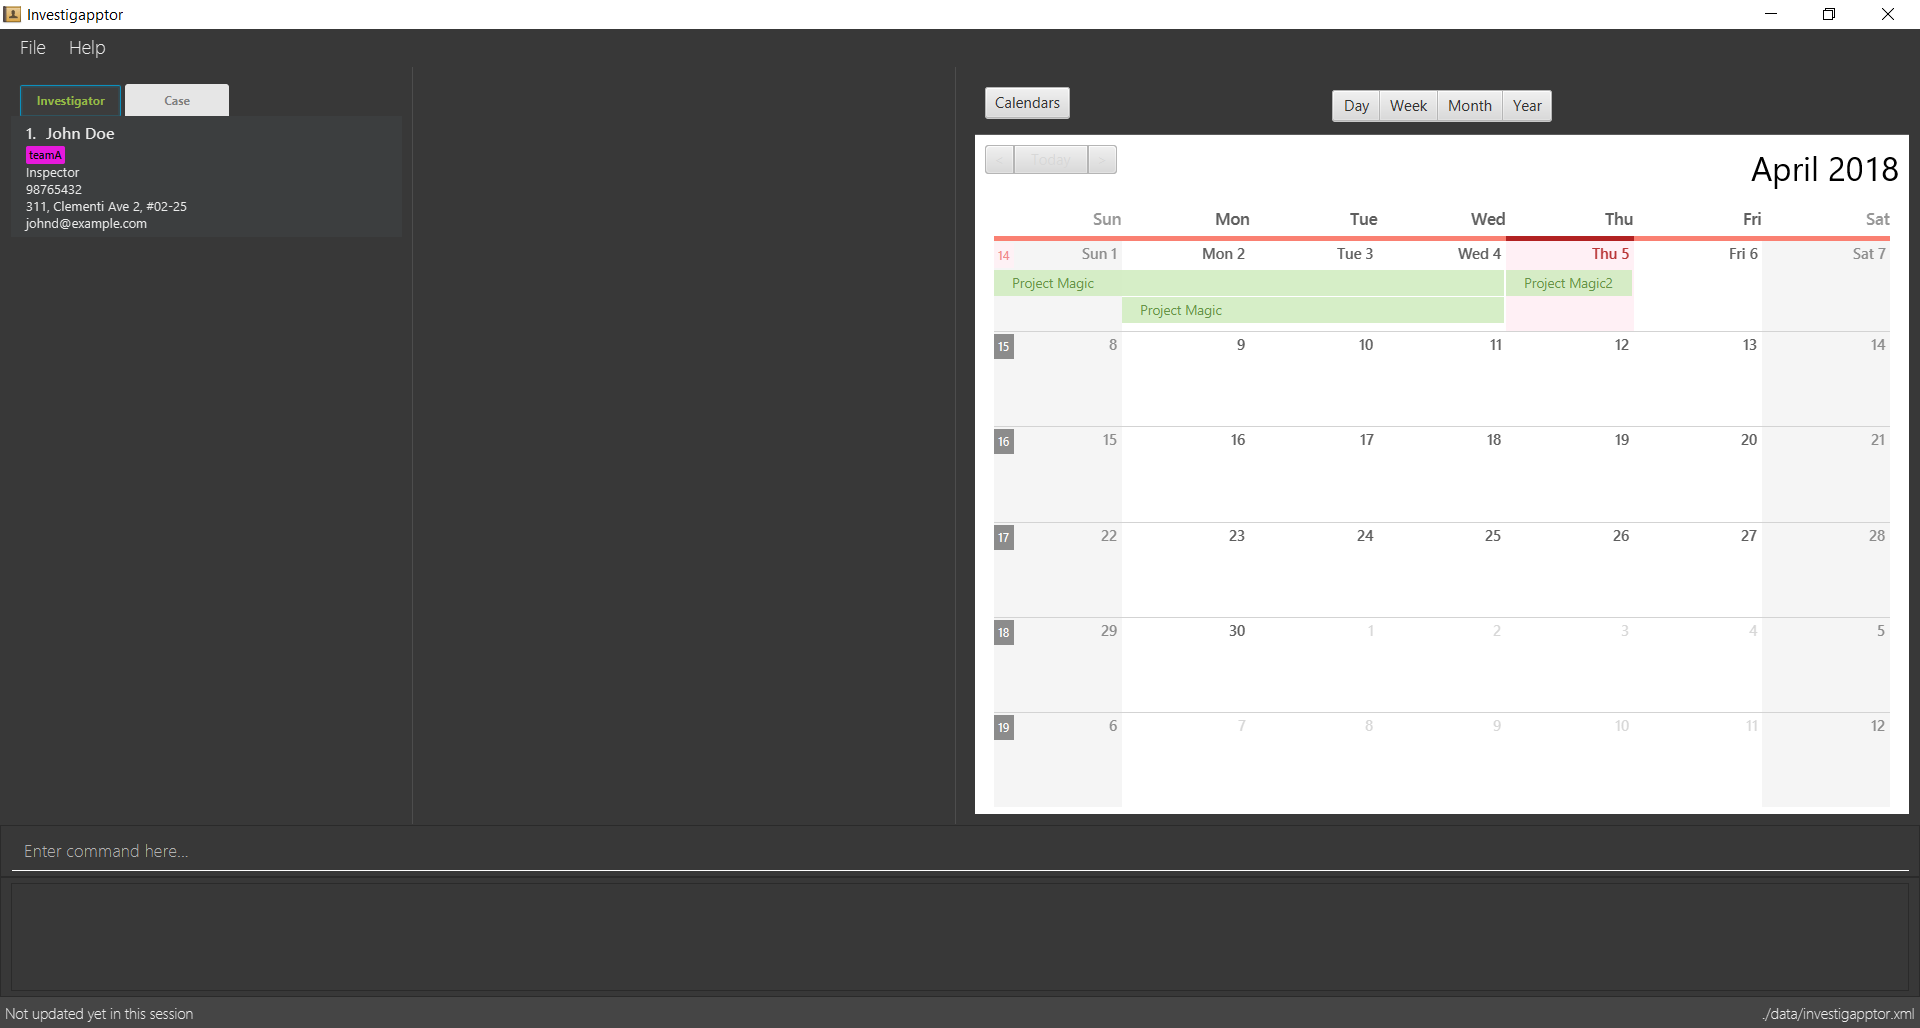 Investigapptor
File Help
Investigator Case
1. John Doe
teamA
Inspector
98765432
311, Clementi Ave 2, #02-25
johnd@example.com
Calendars
Day Week Month Year
< Today >
April 2018
Sun Mon Tue Wed Thu Fri Sat
14 Sun 1 Mon 2 Tue 3 Wed 4 Thu 5 Fri 6 Sat 7
Project Magic Project Magic2
Project Magic
15 8 9 10 11 12 13 14
16 15 16 17 18 19 20 21
17 22 23 24 25 26 27 28
18 29 30 1 2 3 4 5
19 6 7 8 9 10 11 12
Enter command here...
Not updated yet in this session
./data/investigapptor.xml